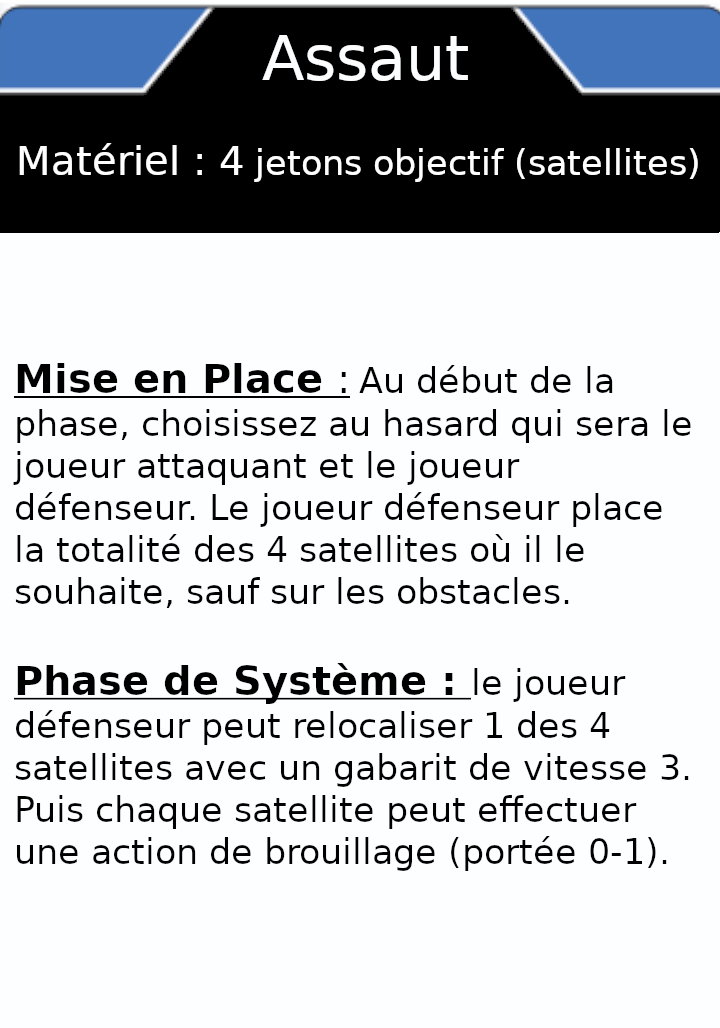 Assaut
Matériel : 4 jetons objectif (satellites)
Mise en Place : Au début de la
phase, choisissez au hasard qui sera le
joueur attaquant et le joueur
défenseur. Le joueur défenseur place
la totalité des 4 satellites où il le
souhaite, sauf sur les obstacles.
Phase de Système : le joueur
défenseur peut relocaliser 1 des 4
satellites avec un gabarit de vitesse 3.
Puis chaque satellite peut effectuer
une action de brouillage (portée 0-1).